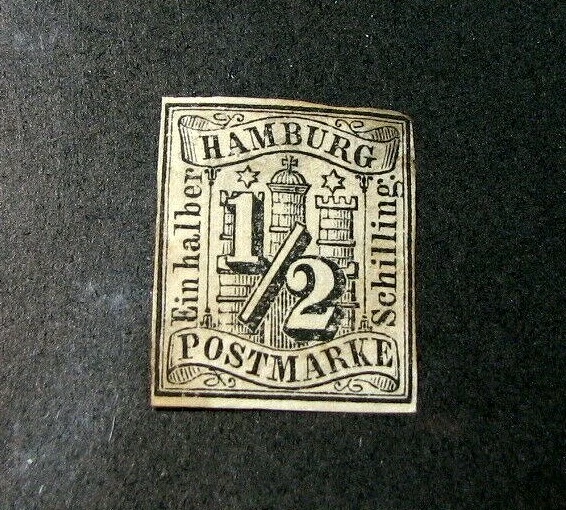 HAMBURG
Ein halber
1/2
Schilling.
POSTMARKE